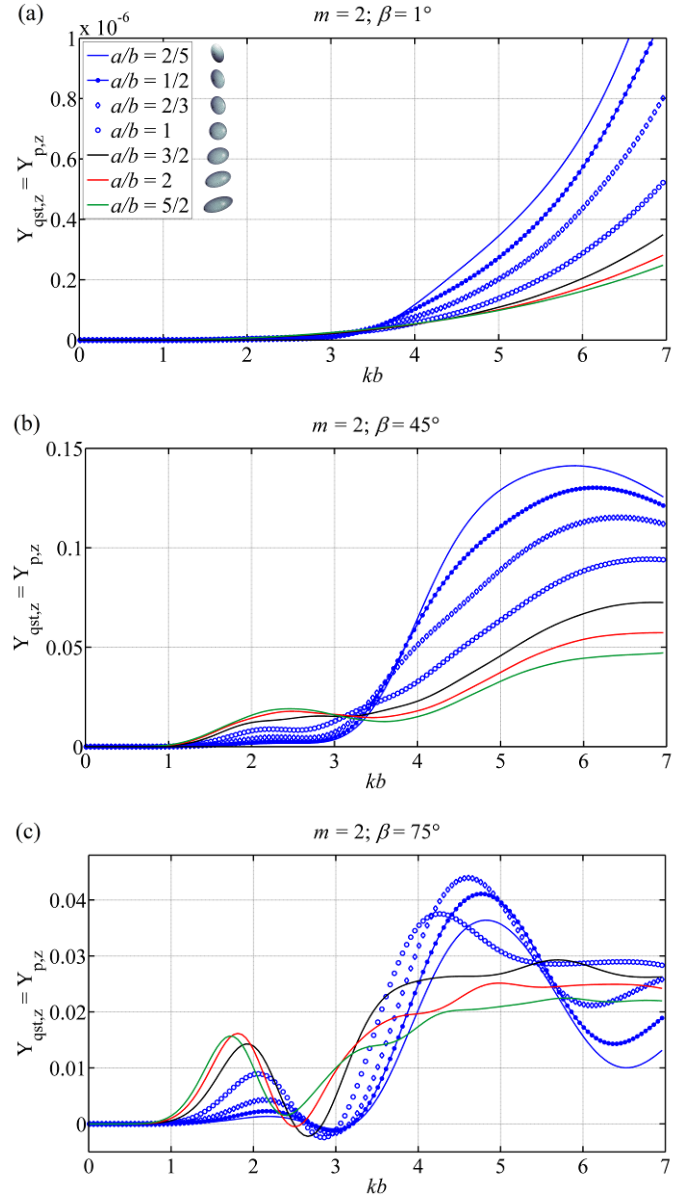 (a)
m = 2; β = 1°
x 10⁻⁶
1
0.8
0.6
0.4
0.2
0
Y_qst,z = Y_p,z
a/b = 2/5
a/b = 1/2
a/b = 2/3
a/b = 1
a/b = 3/2
a/b = 2
a/b = 5/2
0 1 2 3 4 5 6 7
kb
(b)
m = 2; β = 45°
0.15
0.1
0.05
0
Y_qst,z = Y_p,z
0 1 2 3 4 5 6 7
kb
(c)
m = 2; β = 75°
0.04
0.03
0.02
0.01
0
Y_qst,z = Y_p,z
0 1 2 3 4 5 6 7
kb